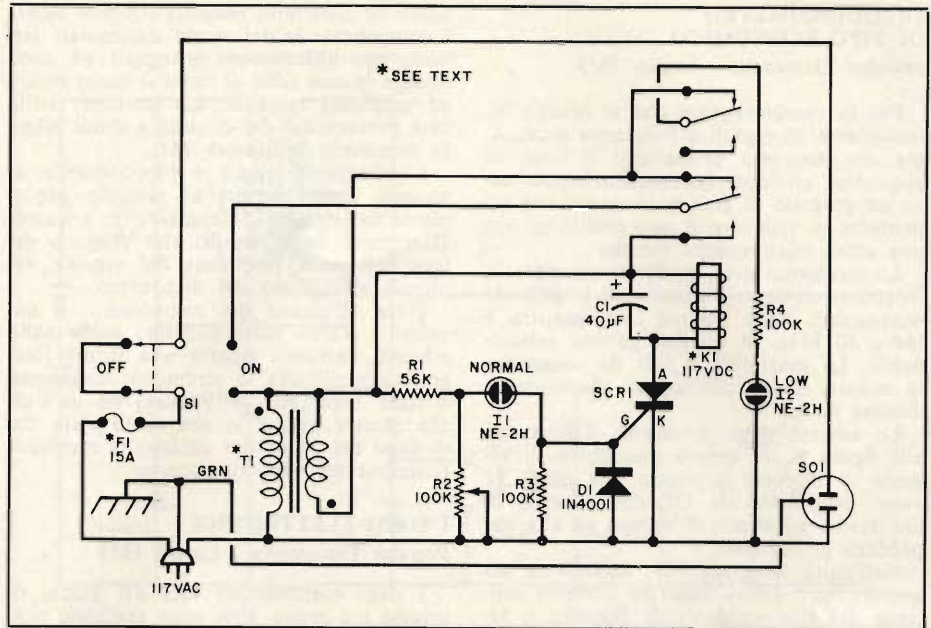 *SEE TEXT
OFF
ON
S1
*F1
15A
GRN
*T1
117VAC
R1
56K
NORMAL
I1
NE-2H
R2
100K
R3
100K
D1
1N4001
SCR1
A
G
K
+
C1
40µF
-
*K1
117VDC
R4
100K
LOW
I2
NE-2H
SO1